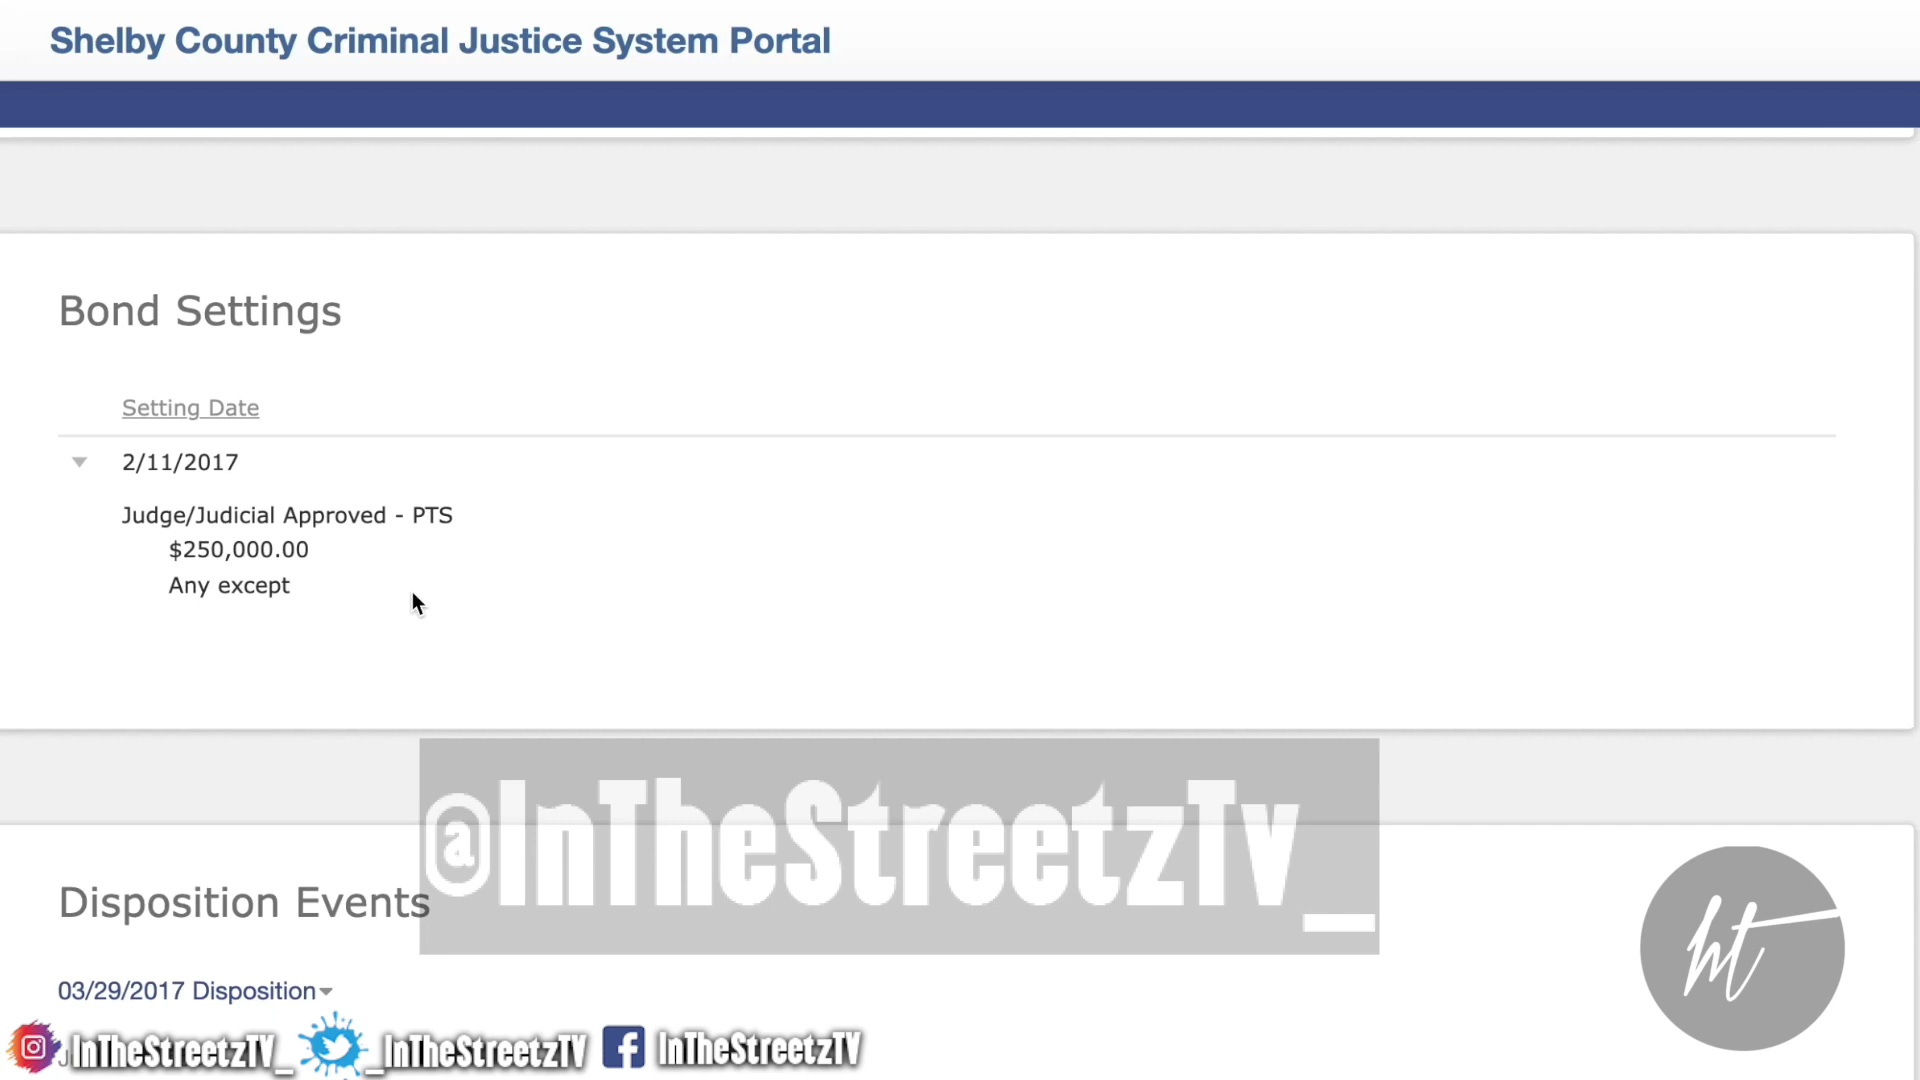 Shelby County Criminal Justice System Portal
Bond Settings
Setting Date
2/11/2017
Judge/Judicial Approved - PTS
$250,000.00
Any except
@InTheStreetzTv_
Disposition Events
ht
03/29/2017 Disposition
InTheStreetzTV_ _InTheStreetzTV InTheStreetzTV